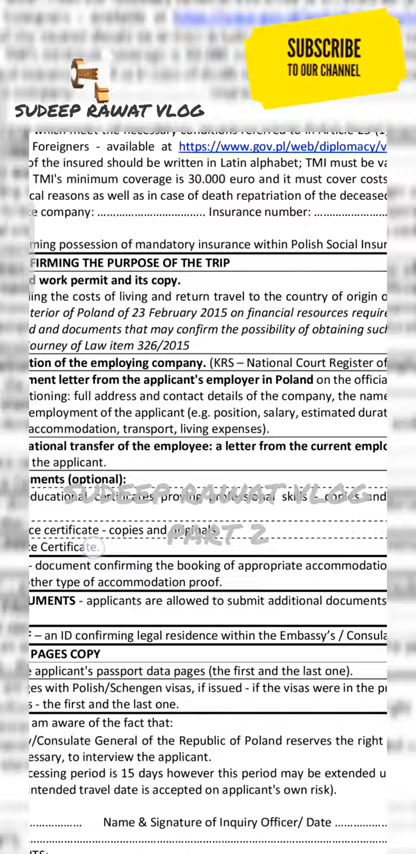 SUBSCRIBE
TO OUR CHANNEL
SUDEEP RAWAT VLOG
which meet the necessary conditions referred to in Article 25 (1
Foreigners - available at https://www.gov.pl/web/diplomacy/v
of the insured should be written in Latin alphabet; TMI must be va
TMI's minimum coverage is 30.000 euro and it must cover costs
cal reasons as well as in case of death repatriation of the deceased
e company: ………………………….. Insurance number: …………………
ming possession of mandatory insurance within Polish Social Insur
FIRMING THE PURPOSE OF THE TRIP
d work permit and its copy.
ing the costs of living and return travel to the country of origin o
terior of Poland of 23 February 2015 on financial resources require
d and documents that may confirm the possibility of obtaining such
ourney of Law item 326/2015
tion of the employing company. (KRS – National Court Register of
ment letter from the applicant's employer in Poland on the officia
tioning: full address and contact details of the company, the name
employment of the applicant (e.g. position, salary, estimated durat
accommodation, transport, living expenses).
ational transfer of the employee: a letter from the current emplo
the applicant.
ments (optional):
educational certificates proving professional skills - copies and
SUDEEP RAWAT VLOG
ce certificate - copies and originals
PART 2
ce Certificate.
- document confirming the booking of appropriate accommodatio
ther type of accommodation proof.
UMENTS - applicants are allowed to submit additional documents
F – an ID confirming legal residence within the Embassy's / Consula
PAGES COPY
e applicant's passport data pages (the first and the last one).
es with Polish/Schengen visas, if issued - if the visas were in the pr
s - the first and the last one.
am aware of the fact that:
y/Consulate General of the Republic of Poland reserves the right
essary, to interview the applicant.
cessing period is 15 days however this period may be extended u
ntended travel date is accepted on applicant's own risk).
……………… Name & Signature of Inquiry Officer/ Date ………………